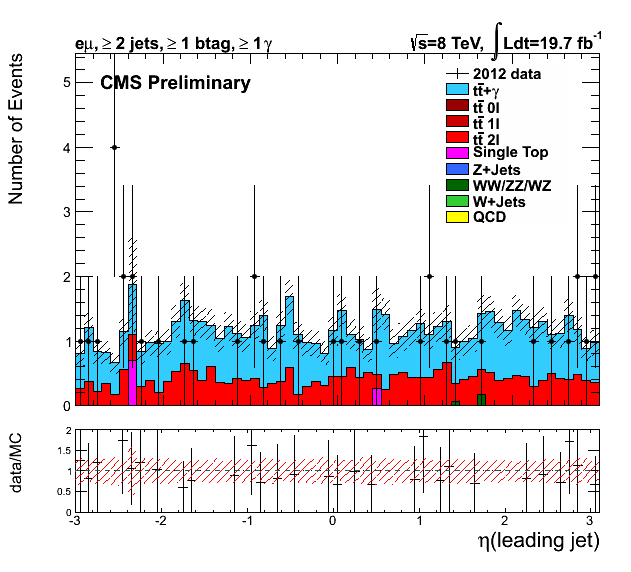 eμ, ≥ 2 jets, ≥ 1 btag, ≥ 1 γ
√s=8 TeV, ∫Ldt=19.7 fb⁻¹
CMS Preliminary
2012 data
tt̄+γ
tt̄ 0l
tt̄ 1l
tt̄ 2l
Single Top
Z+Jets
WW/ZZ/WZ
W+Jets
QCD
Number of Events
5
4
3
2
1
0
data/MC
2
1.5
1
0.5
0
-3 -2 -1 0 1 2 3
η(leading jet)